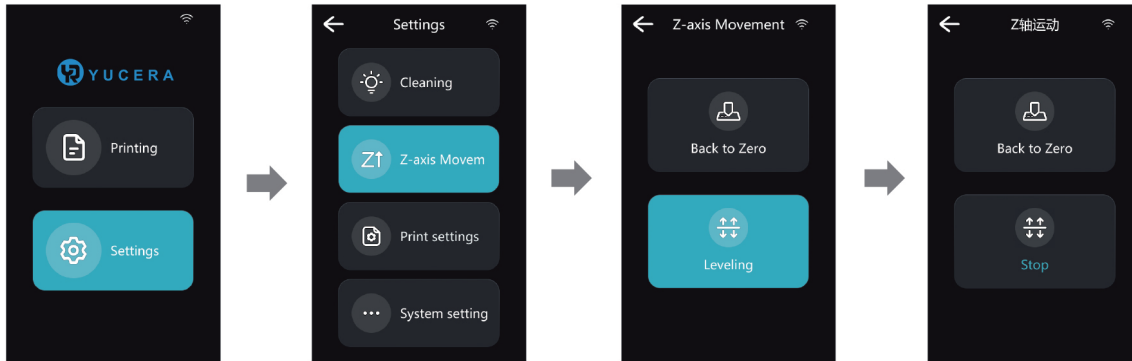 YUCERA
Printing
Settings
Settings
Cleaning
Z↑
Z-axis Movem
Print settings
System setting
Z-axis Movement
Back to Zero
Leveling
Z轴运动
Back to Zero
Stop